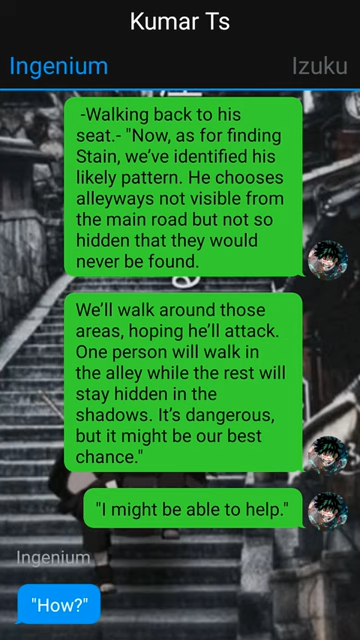 Kumar Ts
Ingenium
Izuku
-Walking back to his
seat.- "Now, as for finding
Stain, we’ve identified his
likely pattern. He chooses
alleyways not visible from
the main road but not so
hidden that they would
never be found.
We’ll walk around those
areas, hoping he’ll attack.
One person will walk in
the alley while the rest will
stay hidden in the
shadows. It’s dangerous,
but it might be our best
chance."
"I might be able to help."
Ingenium
"How?"